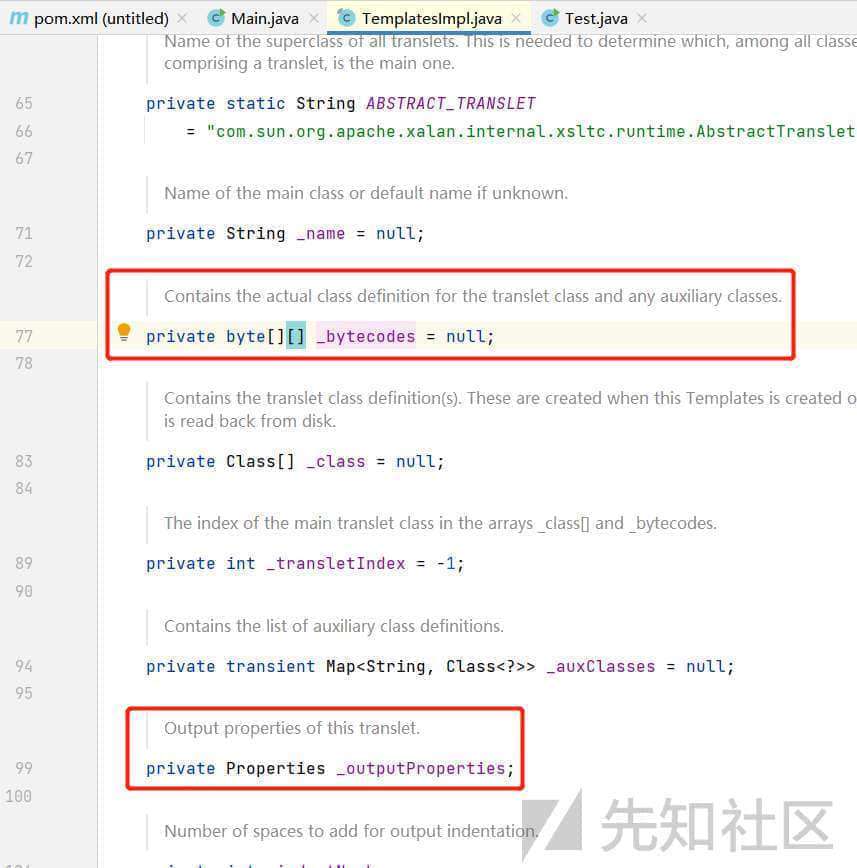 pom.xml (untitled) Main.java TemplatesImpl.java Test.java
Name of the superclass of all translets. This is needed to determine which, among all classe
comprising a translet, is the main one.
65 private static String ABSTRACT_TRANSLET
66 = "com.sun.org.apache.xalan.internal.xsltc.runtime.AbstractTranslet
67
Name of the main class or default name if unknown.
71 private String _name = null;
72
Contains the actual class definition for the translet class and any auxiliary classes.
77 private byte[][] _bytecodes = null;
78
Contains the translet class definition(s). These are created when this Templates is created o
is read back from disk.
83 private Class[] _class = null;
84
The index of the main translet class in the arrays _class[] and _bytecodes.
89 private int _transletIndex = -1;
90
Contains the list of auxiliary class definitions.
94 private transient Map<String, Class<?>> _auxClasses = null;
95
Output properties of this translet.
99 private Properties _outputProperties;
100
Number of spaces to add for output indentation.
先知社区